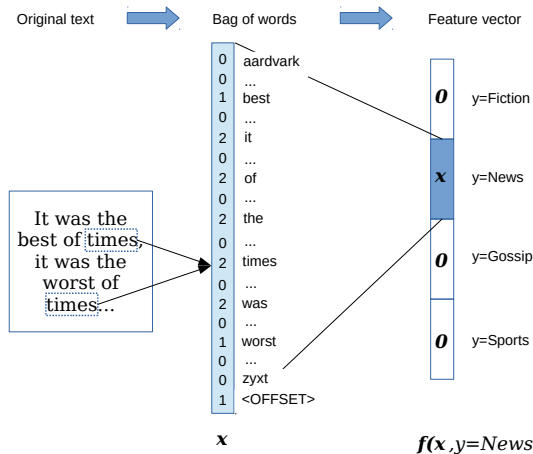 Original text
Bag of words
Feature vector
It was the
best of times,
it was the
worst of
times...
0 aardvark
0 ...
1 best
0 ...
2 it
0 ...
2 of
0 ...
2 the
0 ...
2 times
0 ...
2 was
0 ...
1 worst
0 ...
0 zyxt
1 <OFFSET>
x
0 y=Fiction
x y=News
0 y=Gossip
0 y=Sports
f(x,y=News